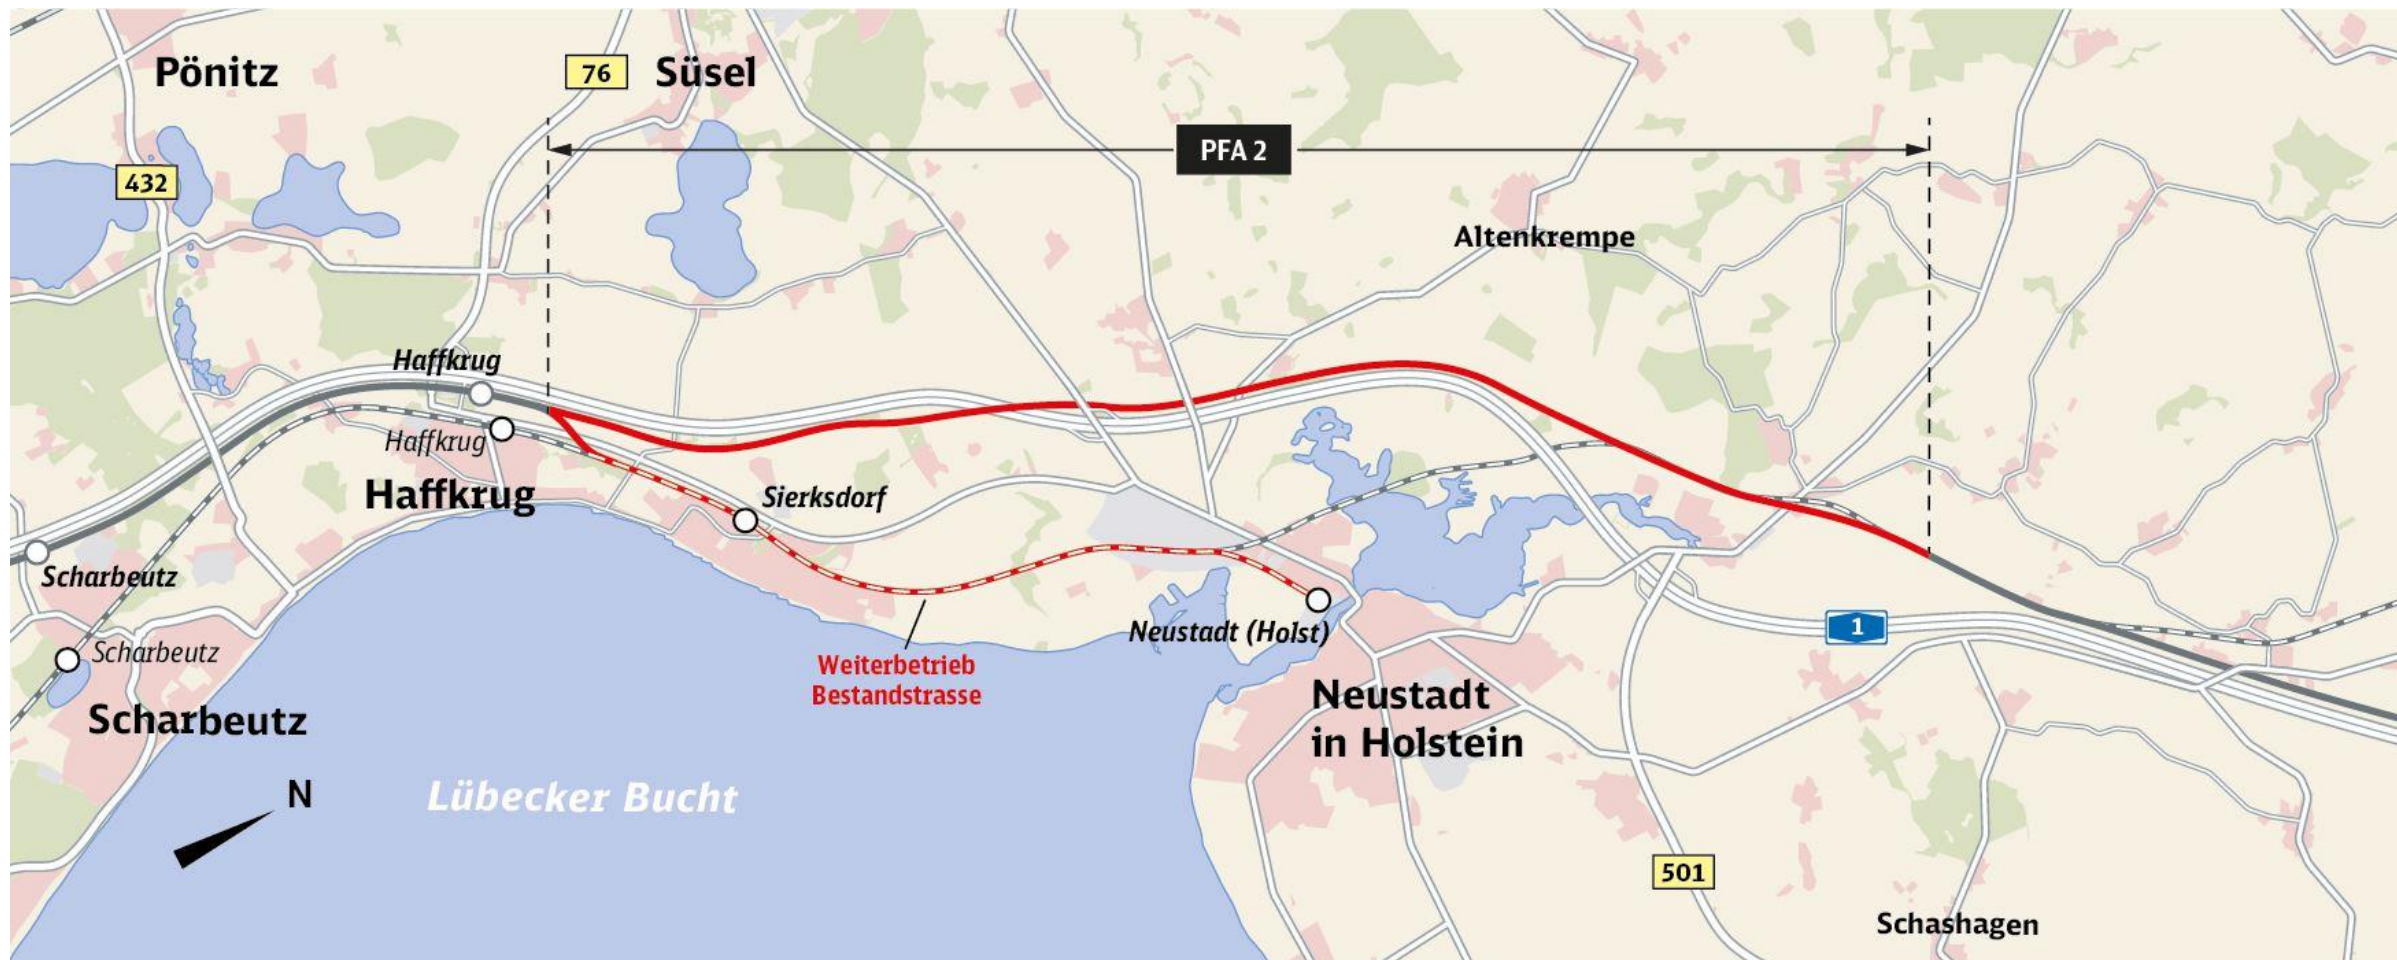 Pönitz
76
Süsel
PFA 2
432
Altenkrempe
Haffkrug
Haffkrug
Haffkrug
Sierksdorf
Scharbeutz
Scharbeutz
Scharbeutz
Weiterbetrieb
Bestandstrasse
Neustadt (Holst)
1
Neustadt
in Holstein
N
Lübecker Bucht
501
Schashagen